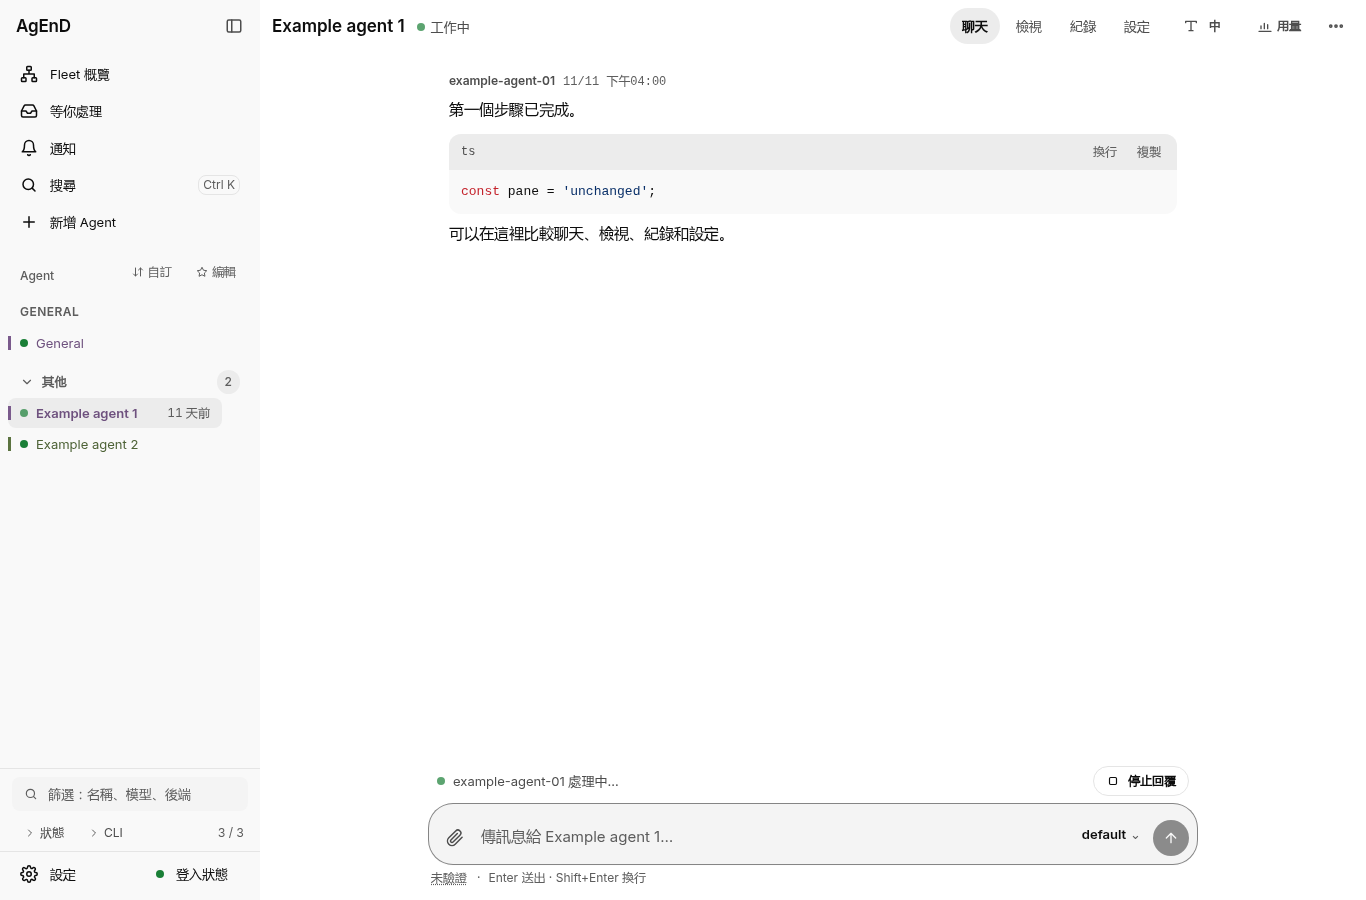 AgEnD
Fleet 概覽
等你處理
通知
搜尋 Ctrl K
新增 Agent
Agent 自訂 編輯
GENERAL
General
其他 2
Example agent 1 11 天前
Example agent 2
篩選：名稱、模型、後端
狀態 CLI 3 / 3
設定 登入狀態
Example agent 1 工作中 聊天 檢視 紀錄 設定 T 中 用量
example-agent-01 11/11 下午04:00
第一個步驟已完成。
ts 換行 複製
const pane = 'unchanged';
可以在這裡比較聊天、檢視、紀錄和設定。
example-agent-01 處理中... 停止回覆
傳訊息給 Example agent 1... default
未驗證 · Enter 送出 · Shift+Enter 換行